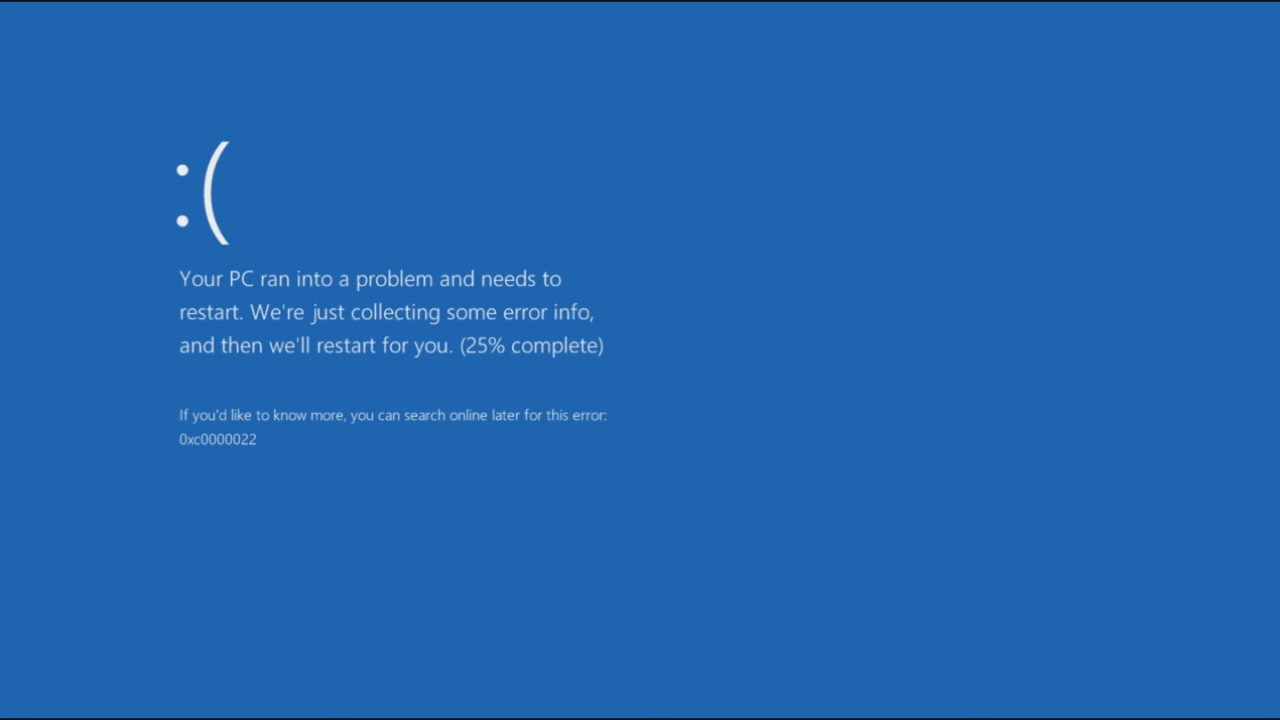 :(
Your PC ran into a problem and needs to
restart. We're just collecting some error info,
and then we'll restart for you. (25% complete)
If you'd like to know more, you can search online later for this error:
0xc0000022